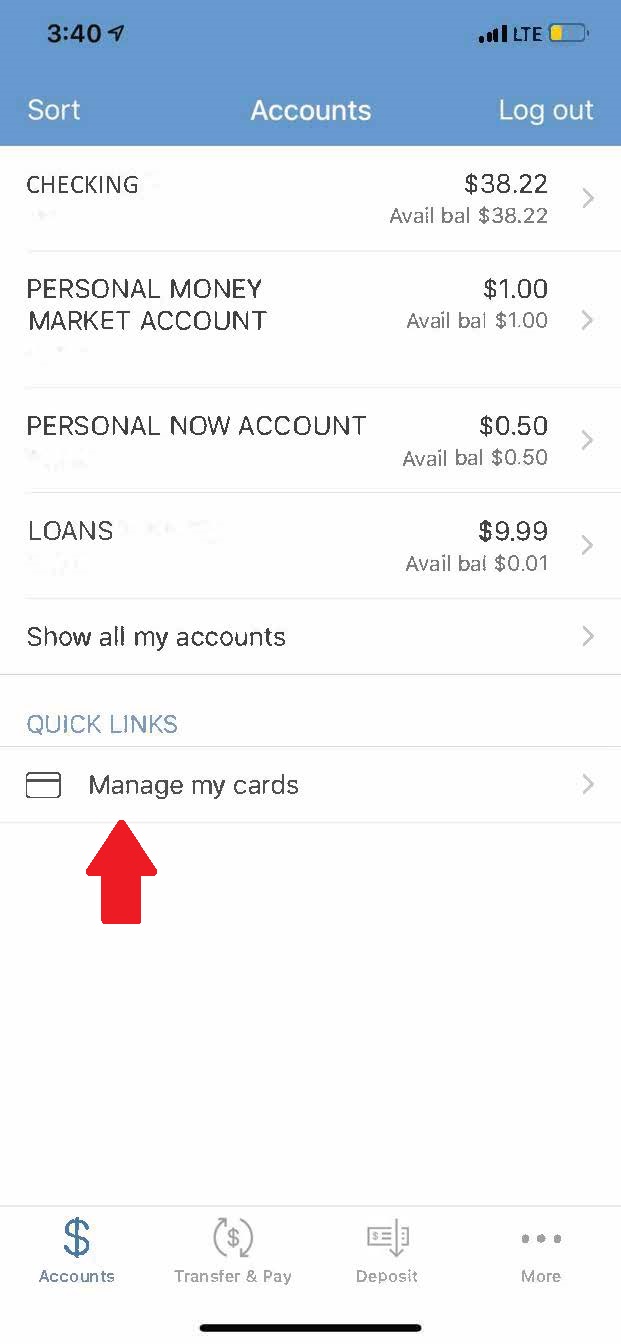 3:40 LTE
Sort Accounts Log out
CHECKING $38.22
Avail bal $38.22
PERSONAL MONEY $1.00
MARKET ACCOUNT Avail bal $1.00
PERSONAL NOW ACCOUNT $0.50
Avail bal $0.50
LOANS $9.99
Avail bal $0.01
Show all my accounts
QUICK LINKS
Manage my cards
Accounts Transfer & Pay Deposit More